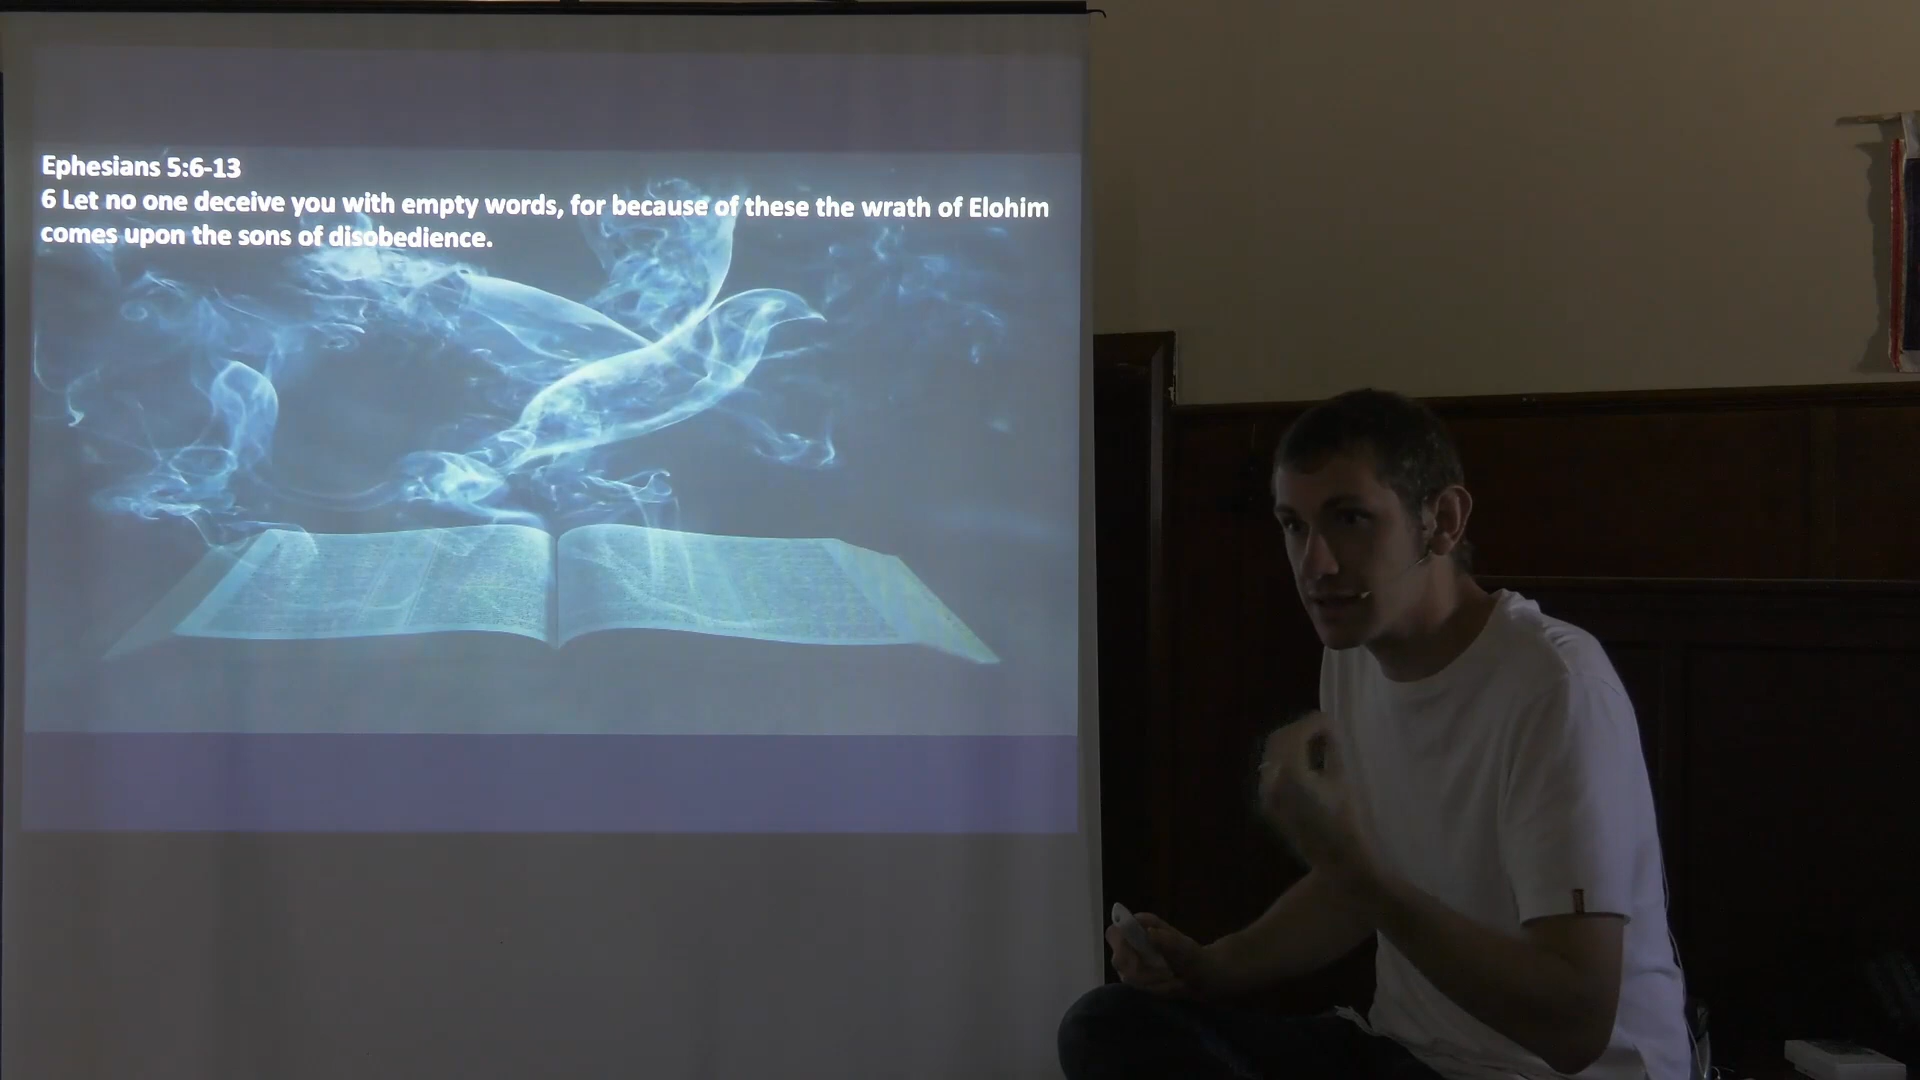 Ephesians 5:6-13
6 Let no one deceive you with empty words, for because of these the wrath of Elohim
comes upon the sons of disobedience.